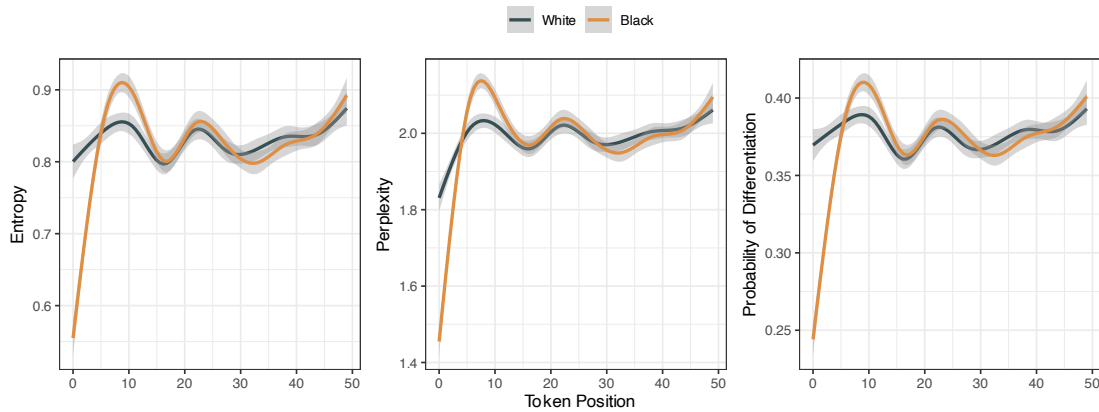 White Black
Entropy
0.9
0.8
0.7
0.6
0 10 20 30 40 50
Perplexity
2.0
1.8
1.6
1.4
0 10 20 30 40 50
Token Position
Probability of Differentiation
0.40
0.35
0.30
0.25
0 10 20 30 40 50